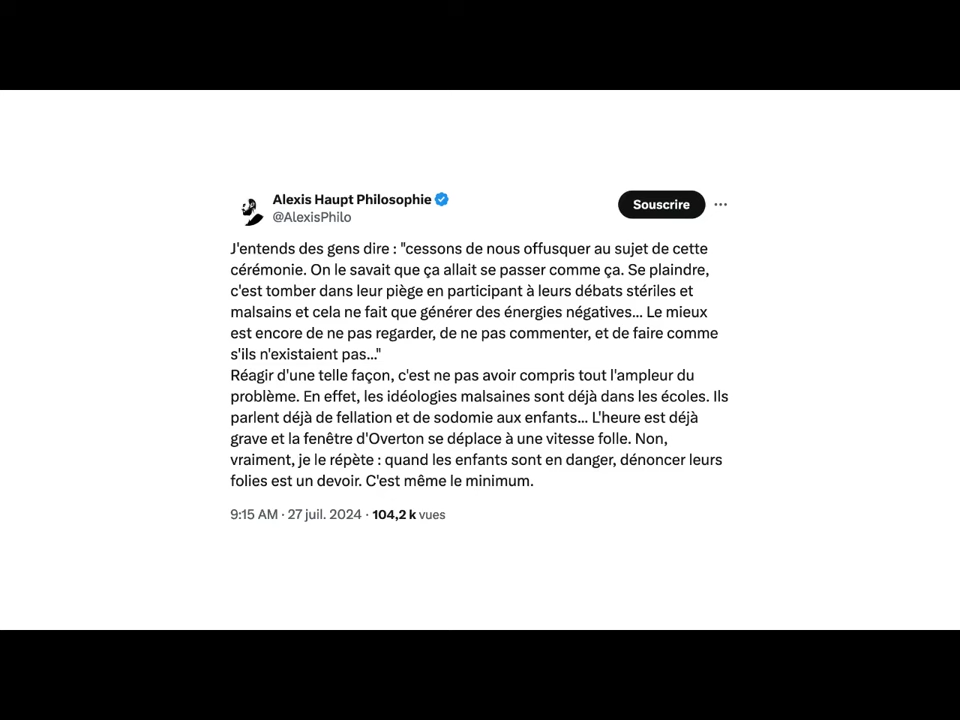 Alexis Haupt Philosophie
@AlexisPhilo
Souscrire
J'entends des gens dire : "cessons de nous offusquer au sujet de cette
cérémonie. On le savait que ça allait se passer comme ça. Se plaindre,
c'est tomber dans leur piège en participant à leurs débats stériles et
malsains et cela ne fait que générer des énergies négatives... Le mieux
est encore de ne pas regarder, de ne pas commenter, et de faire comme
s'ils n'existaient pas..."
Réagir d'une telle façon, c'est ne pas avoir compris tout l'ampleur du
problème. En effet, les idéologies malsaines sont déjà dans les écoles. Ils
parlent déjà de fellation et de sodomie aux enfants... L'heure est déjà
grave et la fenêtre d'Overton se déplace à une vitesse folle. Non,
vraiment, je le répète : quand les enfants sont en danger, dénoncer leurs
folies est un devoir. C'est même le minimum.
9:15 AM · 27 juil. 2024 · 104,2 k vues